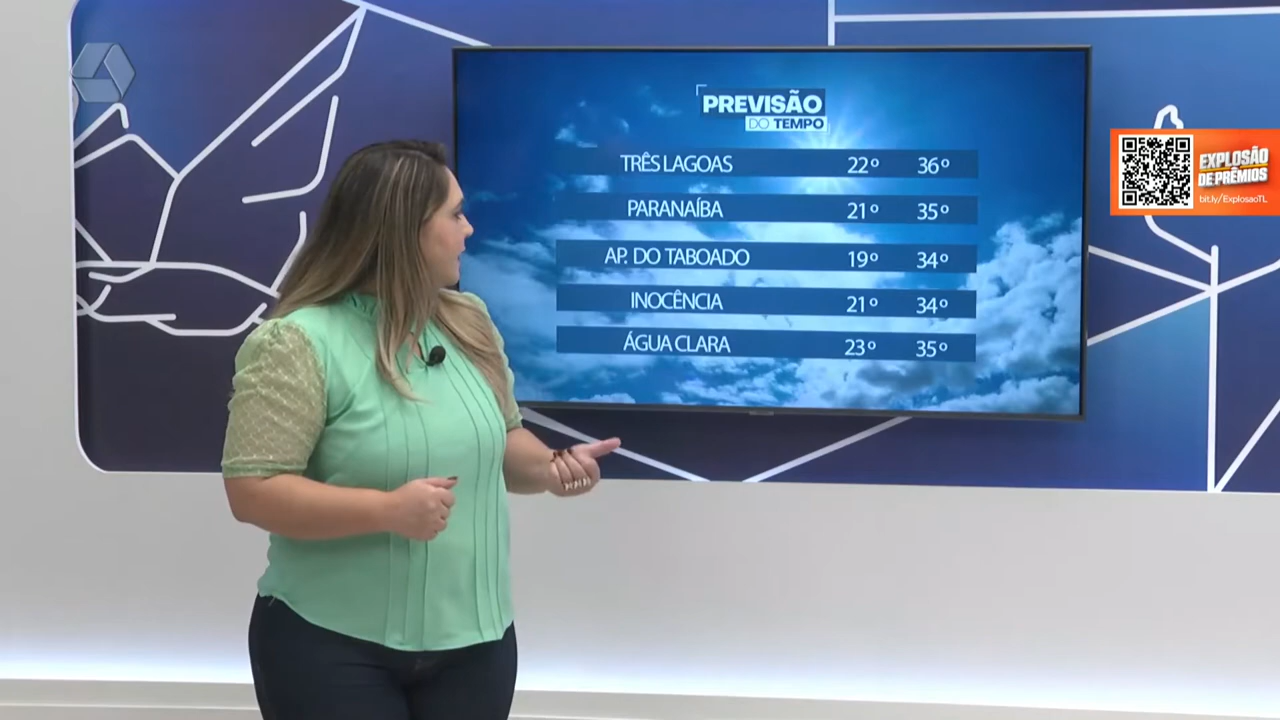 PREVISÃO
DO TEMPO
TRÊS LAGOAS 22º 36º
PARANAÍBA 21º 35º
AP. DO TABOADO 19º 34º
INOCÊNCIA 21º 34º
ÁGUA CLARA 23º 35º
EXPLOSÃO
DE PRÊMIOS
bit.ly/ExplosaoTL